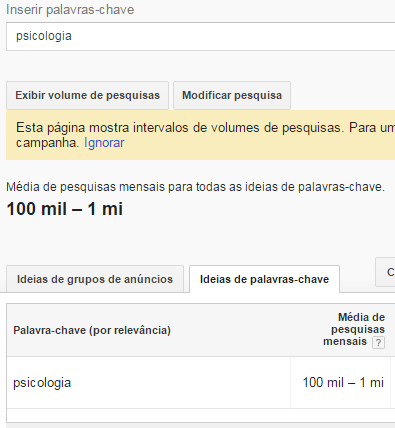 Inserir palavras-chave
psicologia
Exibir volume de pesquisas
Modificar pesquisa
Esta página mostra intervalos de volumes de pesquisas. Para um
campanha. Ignorar
Média de pesquisas mensais para todas as ideias de palavras-chave.
100 mil – 1 mi
Ideias de grupos de anúncios
Ideias de palavras-chave
C
Palavra-chave (por relevância)
Média de
pesquisas
mensais ?
psicologia
100 mil – 1 mi